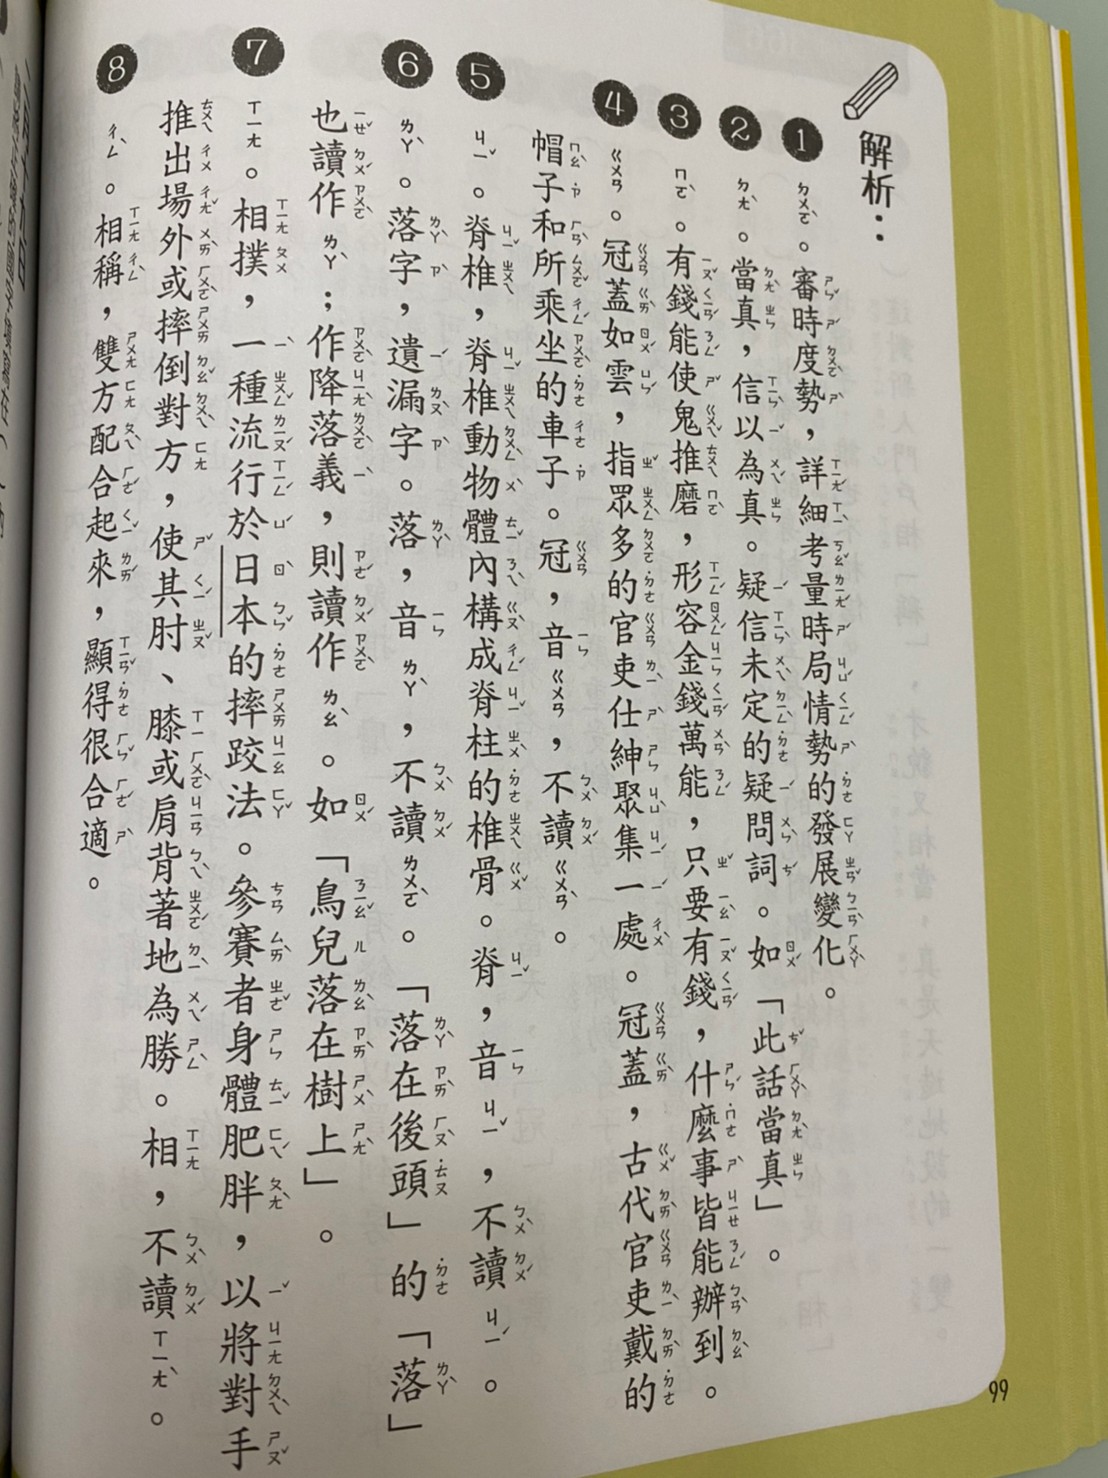 解析：
1 ㄉㄨㄛˋ。審時度勢，詳細考量時局情勢的發展變化。
2 ㄉㄤˋ。當真，信以為真。疑信未定的疑問詞。如「此話當真」。
3 ㄇㄛˋ。有錢能使鬼推磨，形容金錢萬能，只要有錢，什麼事皆能辦到。
4 ㄍㄨㄢ。冠蓋如雲，指眾多的官吏仕紳聚集一處。冠蓋，古代官吏戴的
帽子和所乘坐的車子。冠，音ㄍㄨㄢ，不讀ㄍㄨㄢˋ。
5 ㄐㄧˇ。脊椎，脊椎動物體內構成脊柱的椎骨。脊，音ㄐㄧˇ，不讀ㄐㄧˊ。
6 ㄌㄚˋ。落字，遺漏字。落，音ㄌㄚˋ，不讀ㄌㄨㄛˋ。「落在後頭」的「落」
也讀作ㄌㄚˋ；作降落義，則讀作ㄌㄠˋ。如「鳥兒落在樹上」。
7 ㄒㄧㄤ。相撲，一種流行於日本的摔跤法。參賽者身體肥胖，以將對手
推出場外或摔倒對方，使其肘、膝或肩背著地為勝。相，不讀ㄒㄧㄤˋ。
8 ㄔㄥˋ。相稱，雙方配合起來，顯得很合適。
99